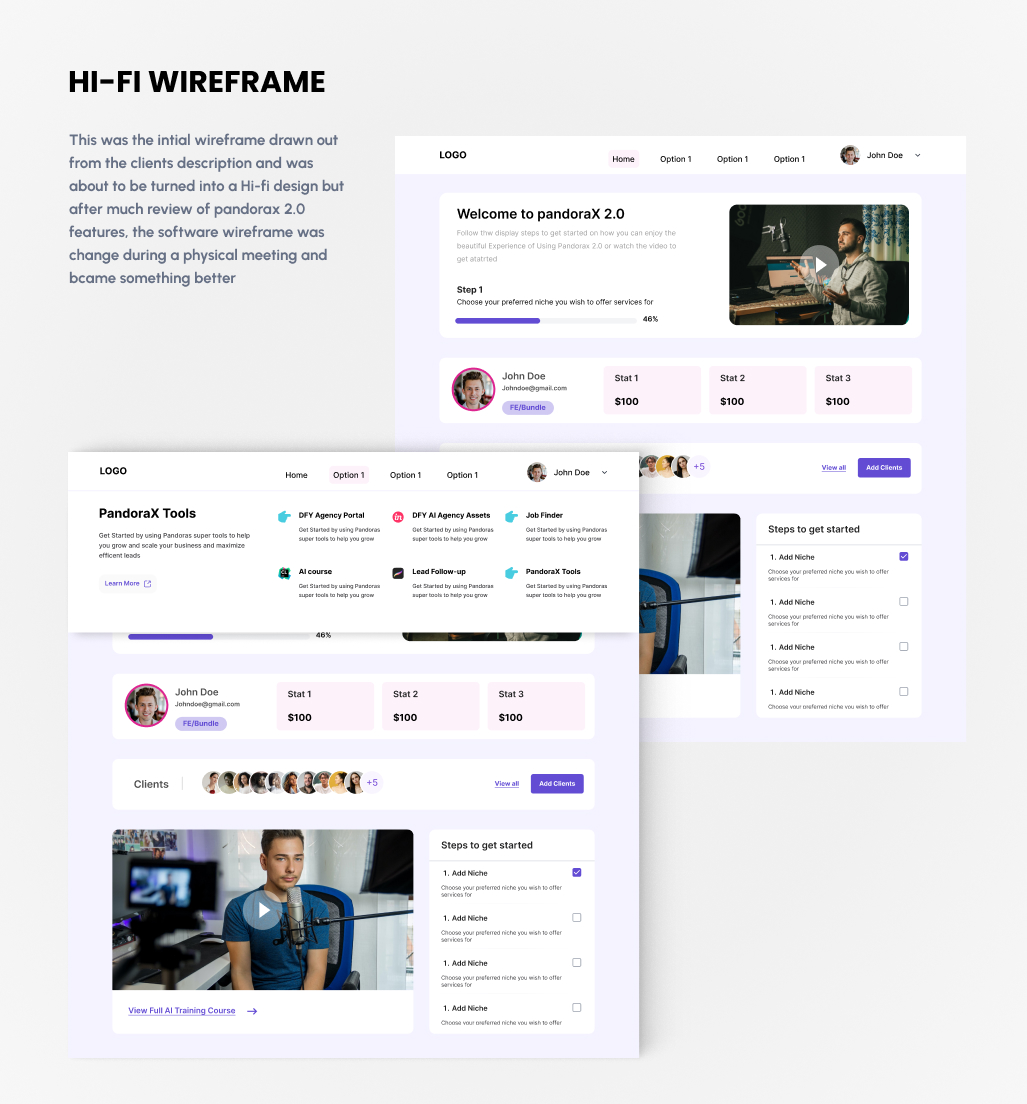 HI-FI WIREFRAME
This was the intial wireframe drawn out
from the clients description and was
about to be turned into a Hi-fi design but
after much review of pandorax 2.0
features, the software wireframe was
change during a physical meeting and
bcame something better
LOGO
Home
Option 1
Option 1
Option 1
John Doe
Welcome to pandoraX 2.0
Follow thw display steps to get started on how you can enjoy the
beautiful Experience of Using Pandorax 2.0 or watch the video to
get atatrted
Step 1
Choose your preferred niche you wish to offer services for
46%
John Doe
Johndoe@gmail.com
FE/Bundle
Stat 1
$100
Stat 2
$100
Stat 3
$100
+5
View all
Add Clients
Steps to get started
1. Add Niche
Choose your preferred niche you wish to offer
services for
1. Add Niche
Choose your preferred niche you wish to offer
services for
1. Add Niche
Choose your preferred niche you wish to offer
services for
1. Add Niche
Choose your preferred niche you wish to offer
LOGO
Home
Option 1
Option 1
Option 1
John Doe
PandoraX Tools
Get Started by using Pandoras super tools to help
you grow and scale your business and maximize
efficent leads
Learn More
DFY Agency Portal
Get Started by using Pandoras
super tools to help you grow
DFY AI Agency Assets
Get Started by using Pandoras
super tools to help you grow
Job Finder
Get Started by using Pandoras
super tools to help you grow
AI course
Get Started by using Pandoras
super tools to help you grow
Lead Follow-up
Get Started by using Pandoras
super tools to help you grow
PandoraX Tools
Get Started by using Pandoras
super tools to help you grow
46%
John Doe
Johndoe@gmail.com
FE/Bundle
Stat 1
$100
Stat 2
$100
Stat 3
$100
Clients
+5
View all
Add Clients
View Full AI Training Course
Steps to get started
1. Add Niche
Choose your preferred niche you wish to offer
services for
1. Add Niche
Choose your preferred niche you wish to offer
services for
1. Add Niche
Choose your preferred niche you wish to offer
services for
1. Add Niche
Choose your preferred niche you wish to offer